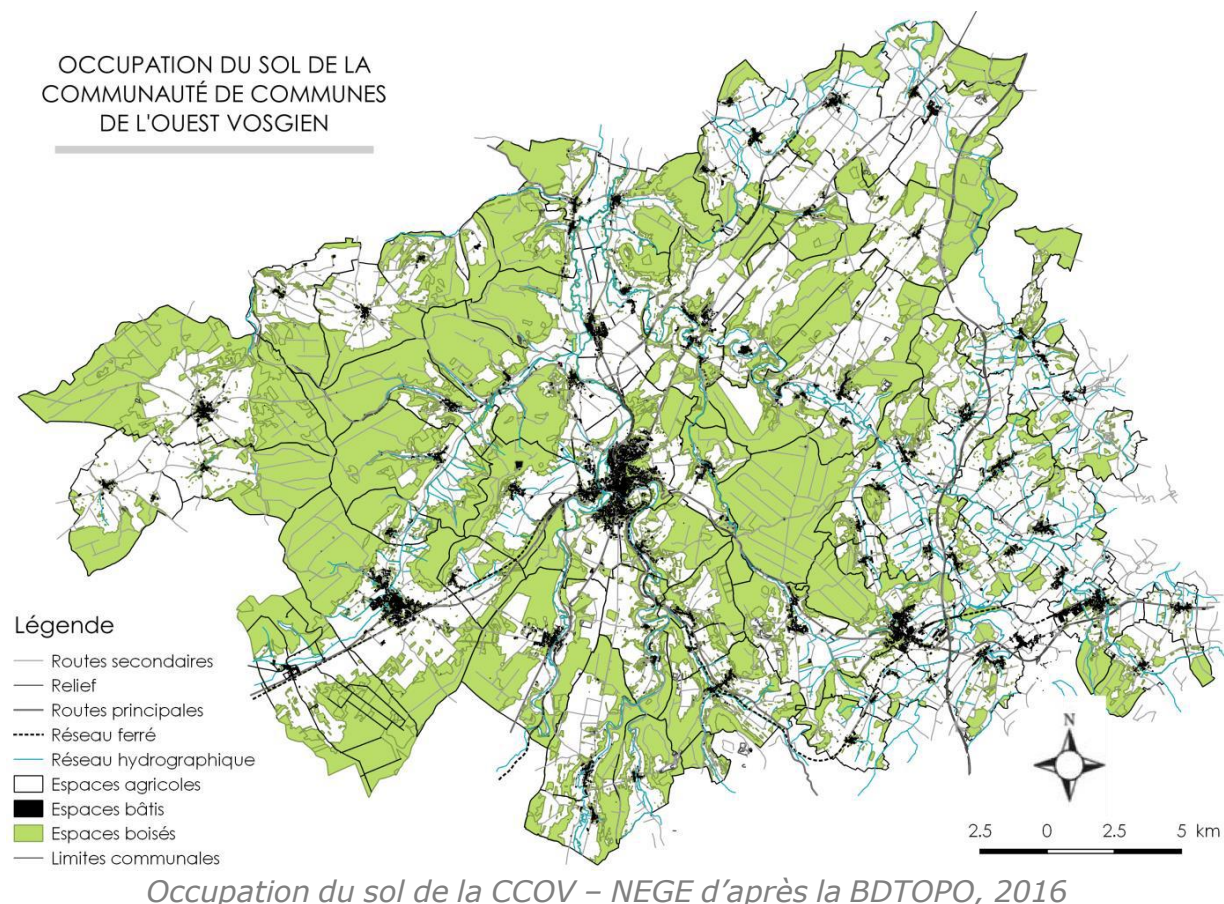 OCCUPATION DU SOL DE LA
COMMUNAUTÉ DE COMMUNES
DE L'OUEST VOSGIEN
Légende
Routes secondaires
Relief
Routes principales
Réseau ferré
Réseau hydrographique
Espaces agricoles
Espaces bâtis
Espaces boisés
Limites communales
N
2.5 0 2.5 5 km
Occupation du sol de la CCOV – NEGE d'après la BDTOPO, 2016